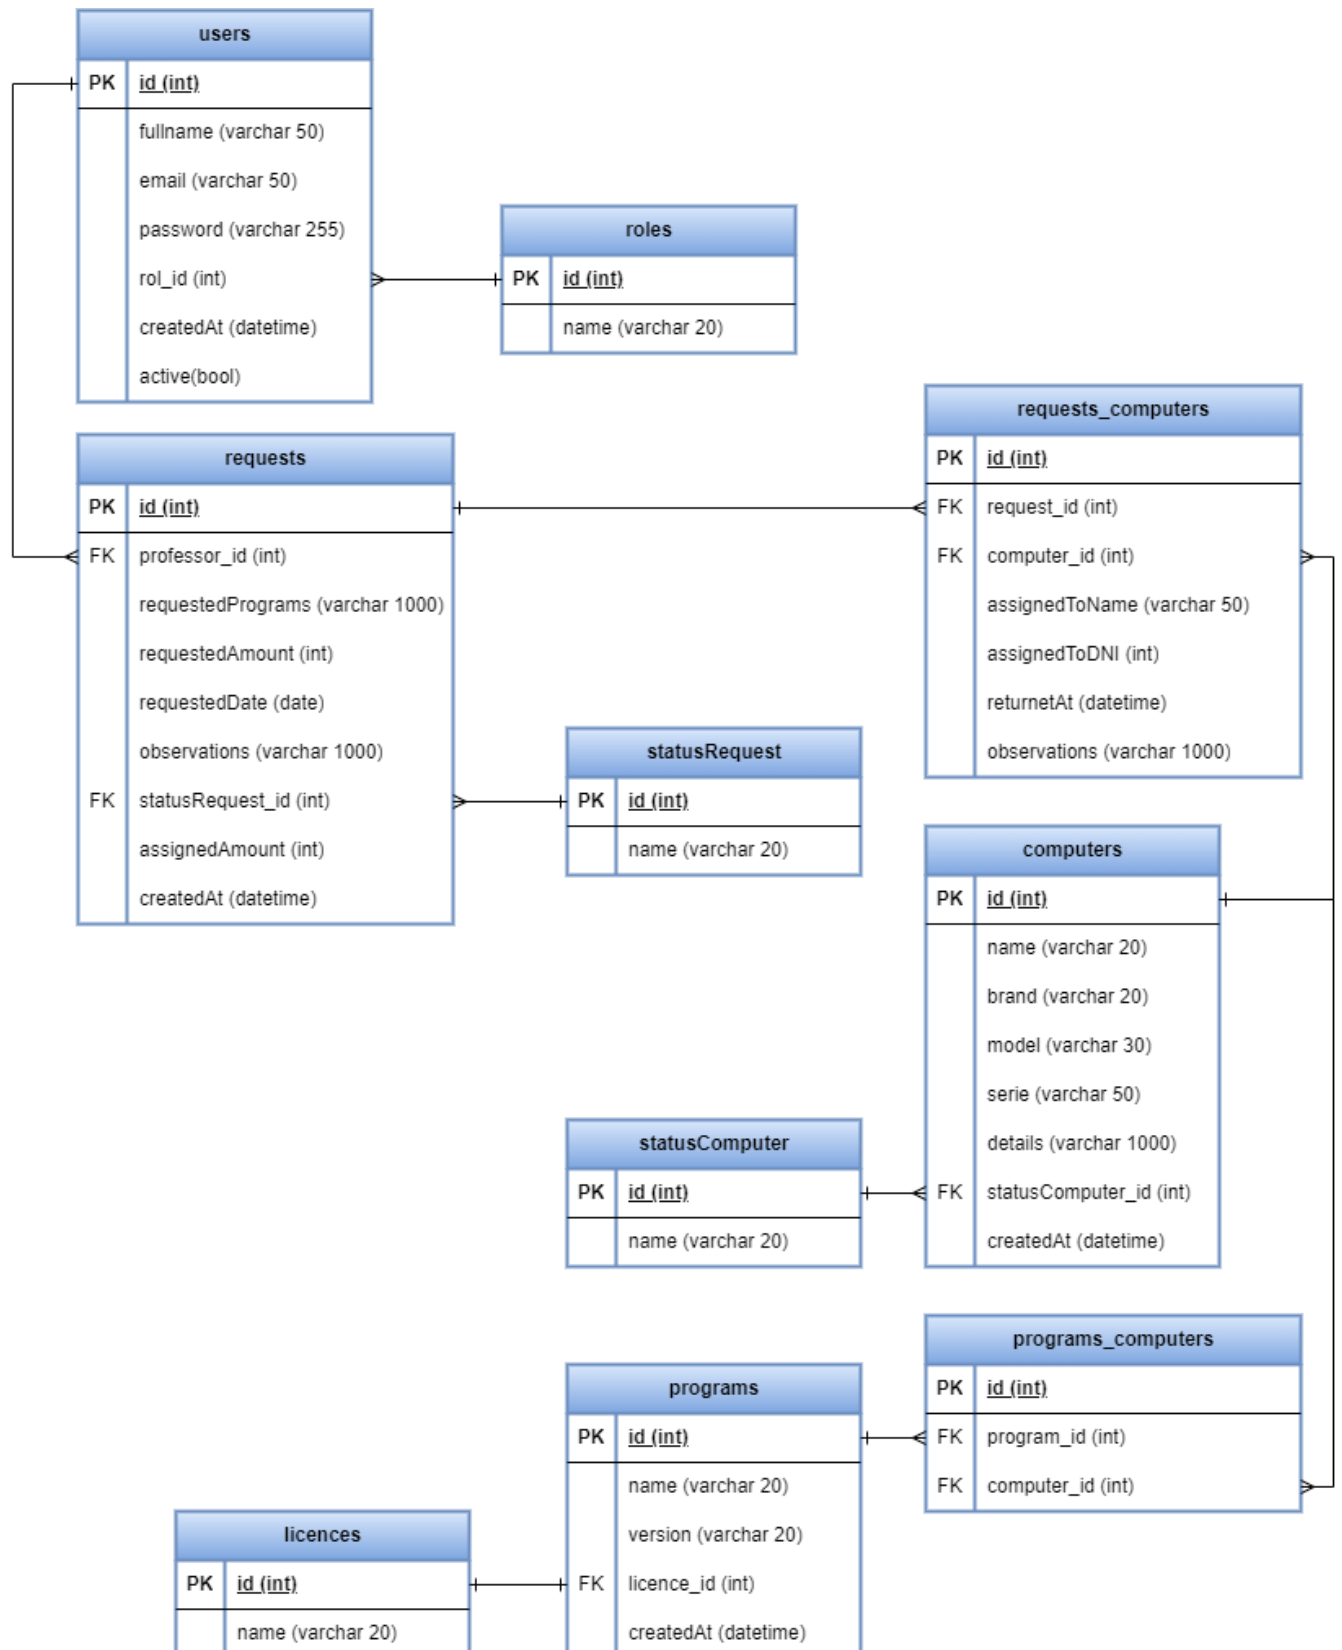 users
PK id (int)
fullname (varchar 50)
email (varchar 50)
password (varchar 255)
rol_id (int)
createdAt (datetime)
active(bool)
roles
PK id (int)
name (varchar 20)
requests
PK id (int)
FK professor_id (int)
requestedPrograms (varchar 1000)
requestedAmount (int)
requestedDate (date)
observations (varchar 1000)
FK statusRequest_id (int)
assignedAmount (int)
createdAt (datetime)
requests_computers
PK id (int)
FK request_id (int)
FK computer_id (int)
assignedToName (varchar 50)
assignedToDNI (int)
returnetAt (datetime)
observations (varchar 1000)
statusRequest
PK id (int)
name (varchar 20)
computers
PK id (int)
name (varchar 20)
brand (varchar 20)
model (varchar 30)
serie (varchar 50)
details (varchar 1000)
FK statusComputer_id (int)
createdAt (datetime)
statusComputer
PK id (int)
name (varchar 20)
programs_computers
PK id (int)
FK program_id (int)
FK computer_id (int)
programs
PK id (int)
name (varchar 20)
version (varchar 20)
FK licence_id (int)
createdAt (datetime)
licences
PK id (int)
name (varchar 20)